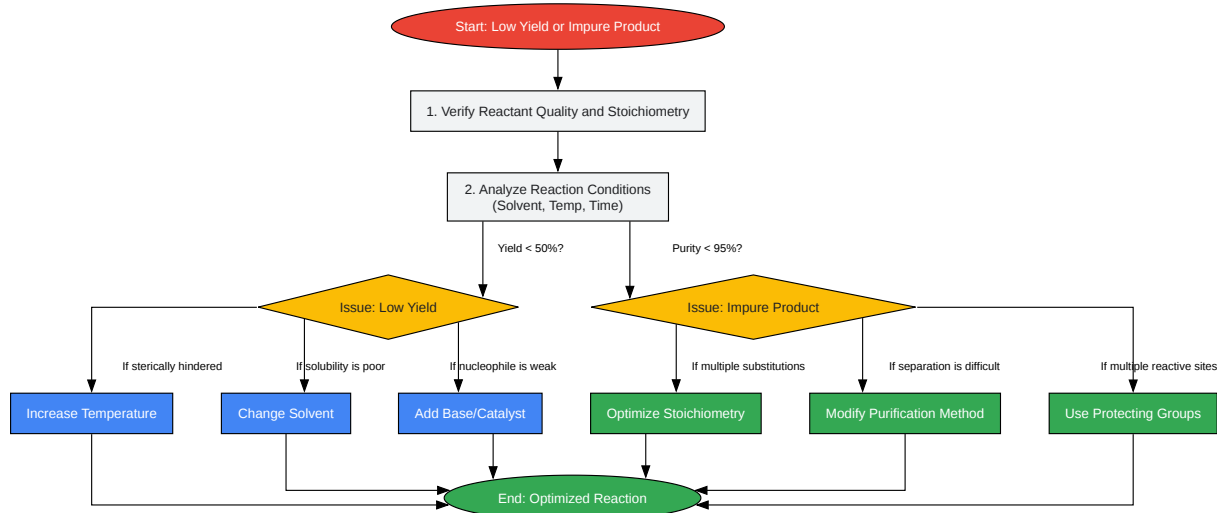 Start: Low Yield or Impure Product
1. Verify Reactant Quality and Stoichiometry
2. Analyze Reaction Conditions
(Solvent, Temp, Time)
Yield < 50%?
Purity < 95%?
Issue: Low Yield
Issue: Impure Product
If sterically hindered
If solubility is poor
If nucleophile is weak
If multiple substitutions
If separation is difficult
If multiple reactive sites
Increase Temperature
Change Solvent
Add Base/Catalyst
Optimize Stoichiometry
Modify Purification Method
Use Protecting Groups
End: Optimized Reaction